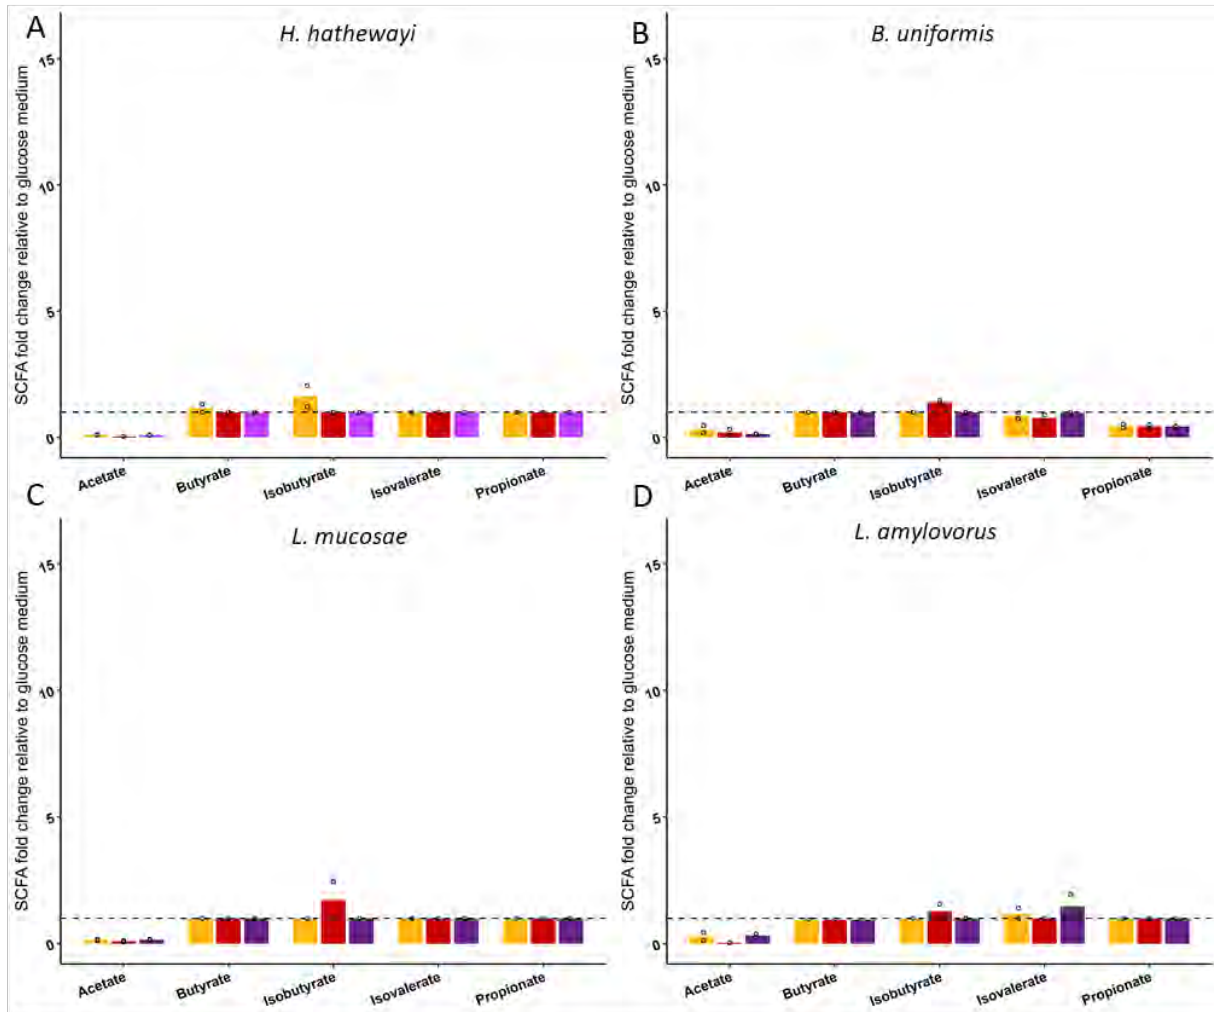 A
H. hathewayi
SCFA fold change relative to glucose medium
15
10
5
0
Acetate
Butyrate
Isobutyrate
Isovalerate
Propionate
B
B. uniformis
SCFA fold change relative to glucose medium
15
10
5
0
Acetate
Butyrate
Isobutyrate
Isovalerate
Propionate
C
L. mucosae
SCFA fold change relative to glucose medium
15
10
5
0
Acetate
Butyrate
Isobutyrate
Isovalerate
Propionate
D
L. amylovorus
SCFA fold change relative to glucose medium
15
10
5
0
Acetate
Butyrate
Isobutyrate
Isovalerate
Propionate